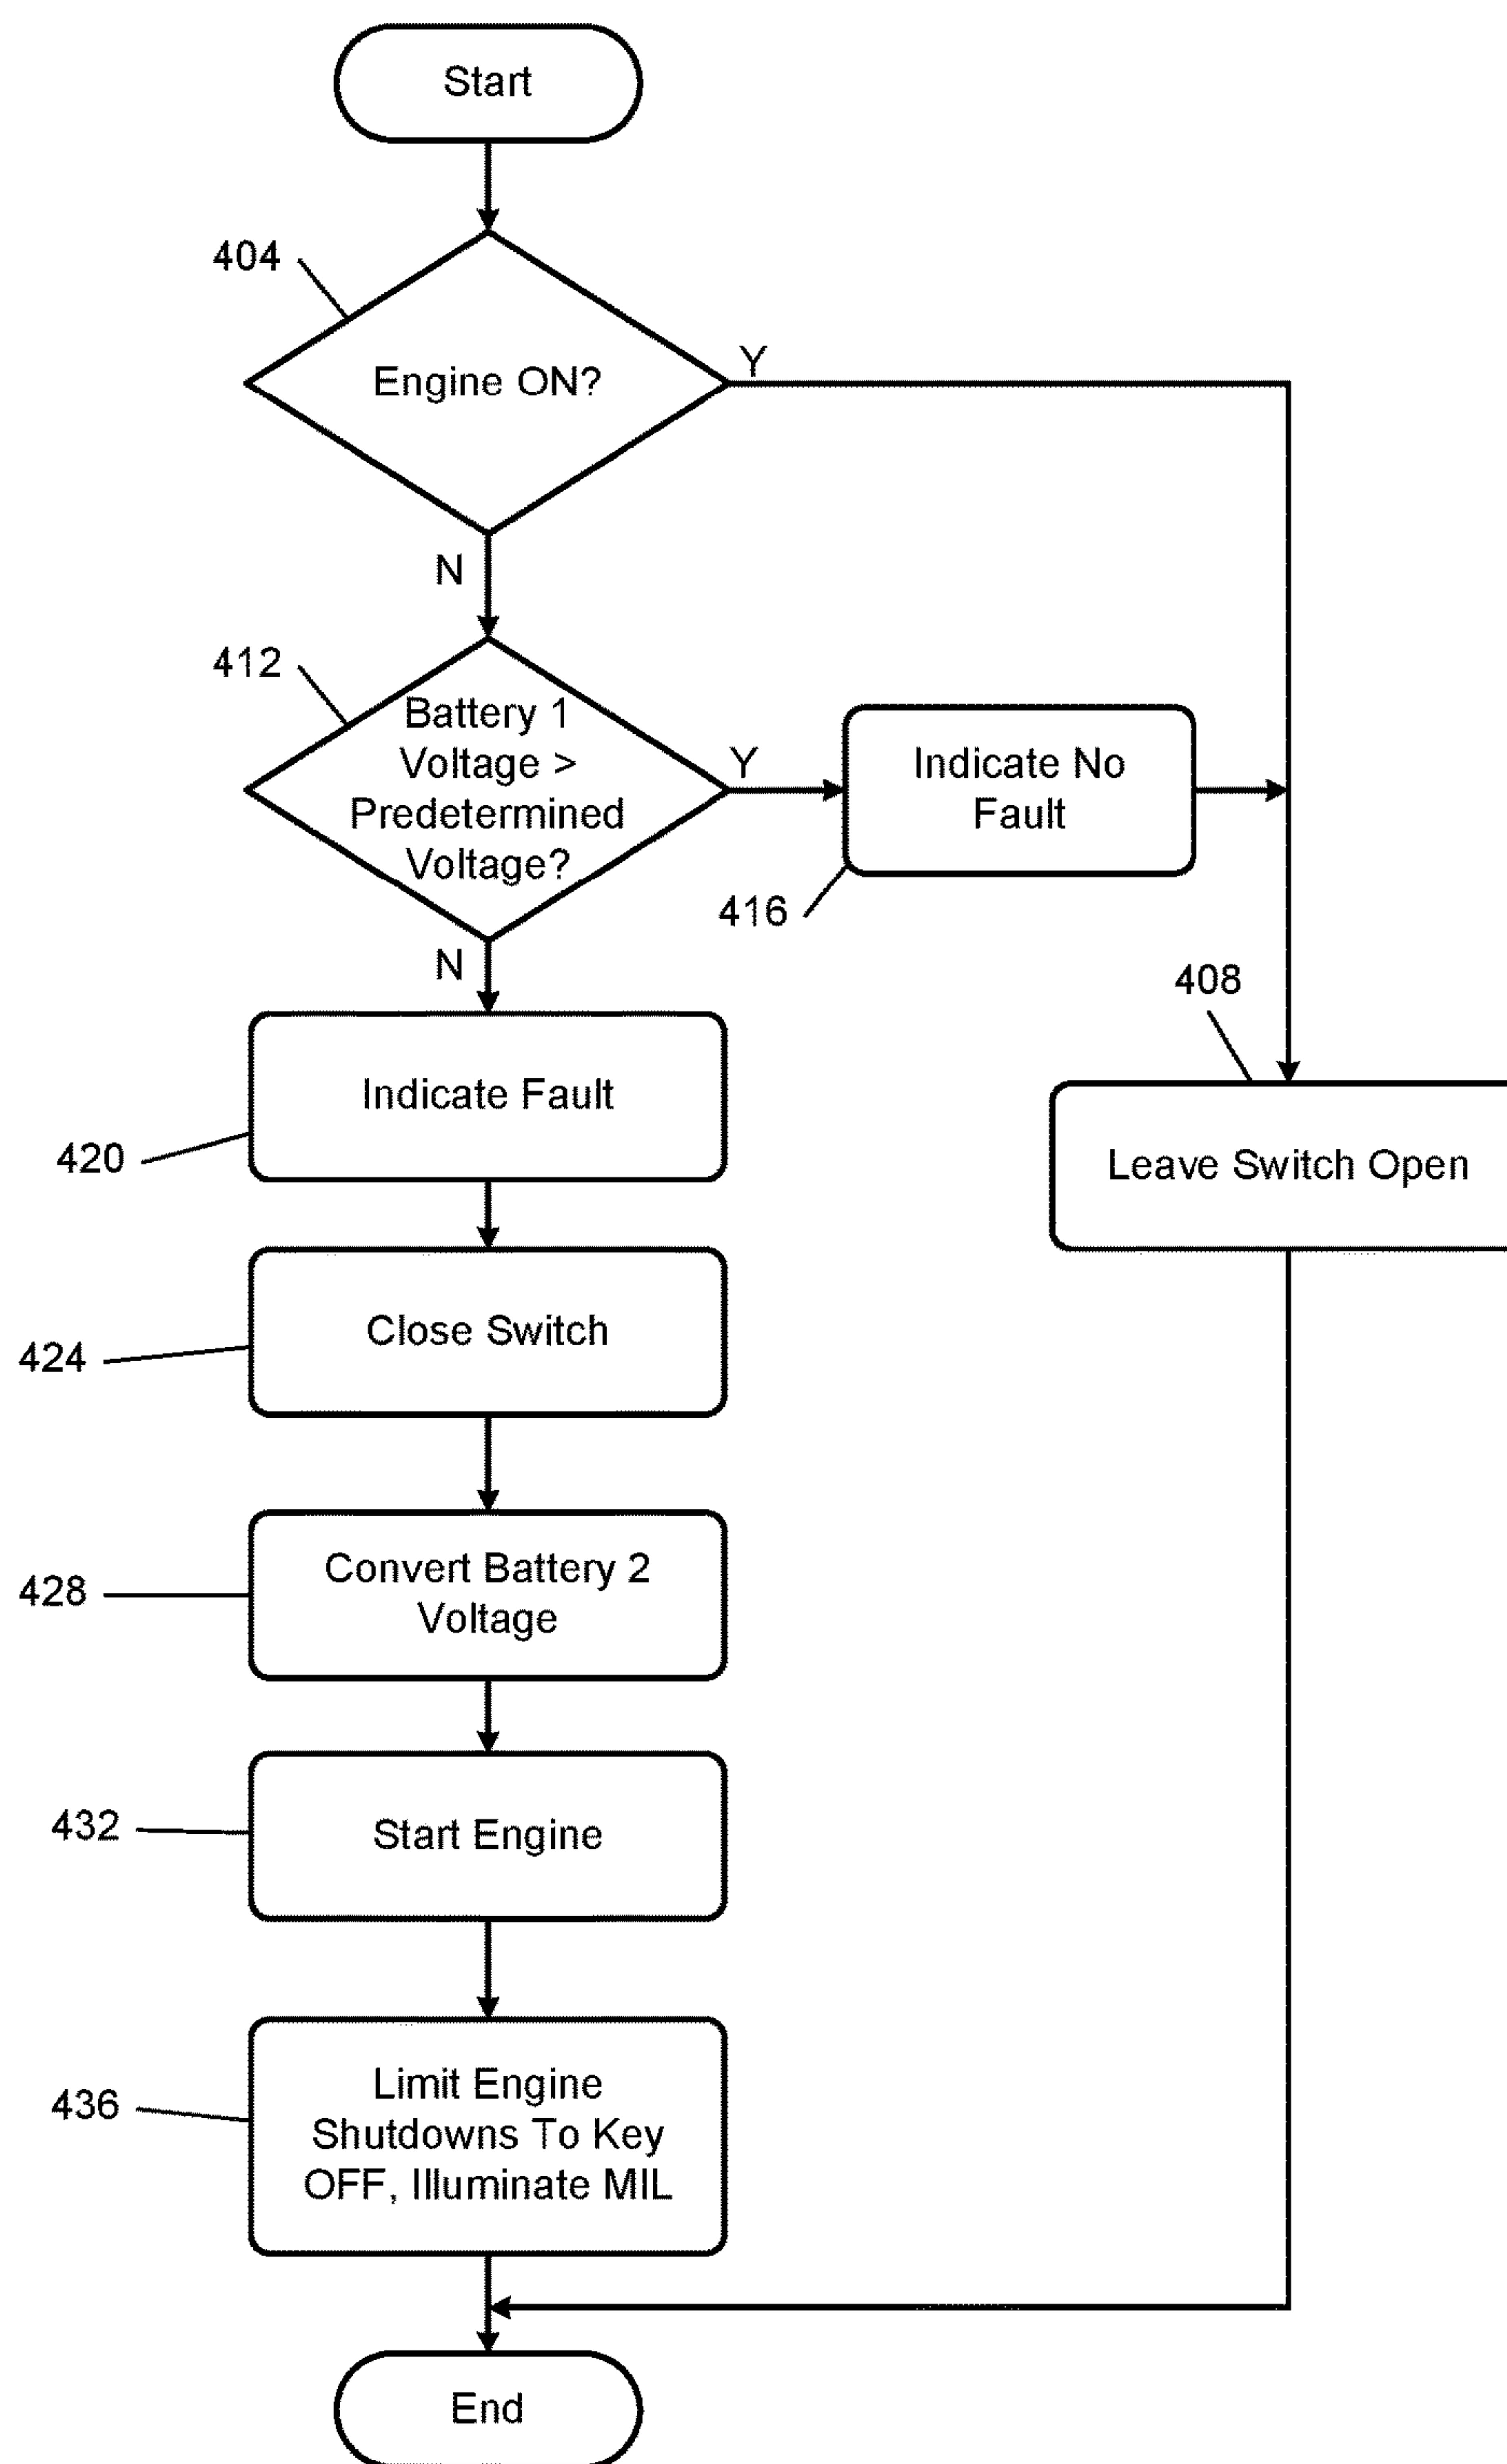 Start
404
Engine ON?
Y
N
412
Battery 1
Voltage >
Predetermined
Voltage?
Y
Indicate No
Fault
416
N
408
Indicate Fault
420
Leave Switch Open
Close Switch
424
Convert Battery 2
Voltage
428
Start Engine
432
Limit Engine
Shutdowns To Key
OFF, Illuminate MIL
436
End